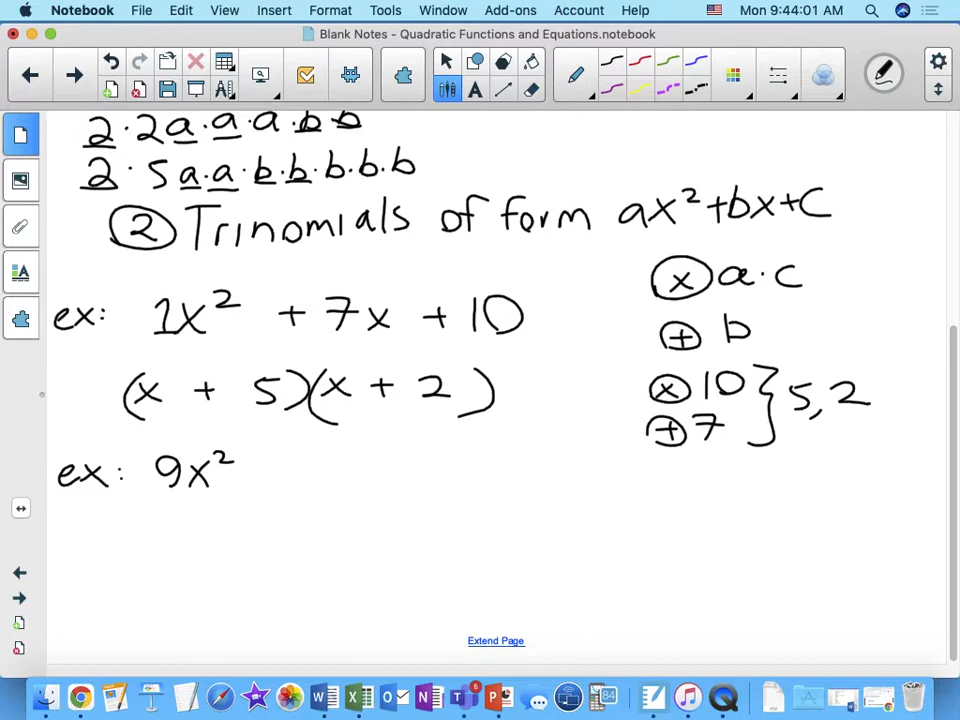 Notebook File Edit View Insert Format Tools Window Add-ons Account Help Mon 9:44:01 AM
Blank Notes - Quadratic Functions and Equations.notebook
2·2a·a·a·b·b
2·5a·a·b·b·b·b·b
② Trinomials of form ax²+bx+c
ⓧ a·c
ex: 1x² + 7x + 10
⊕ b
(x + 5)(x + 2)
ⓧ 10 } 5, 2
⊕ 7
ex: 9x²
Extend Page
6
84